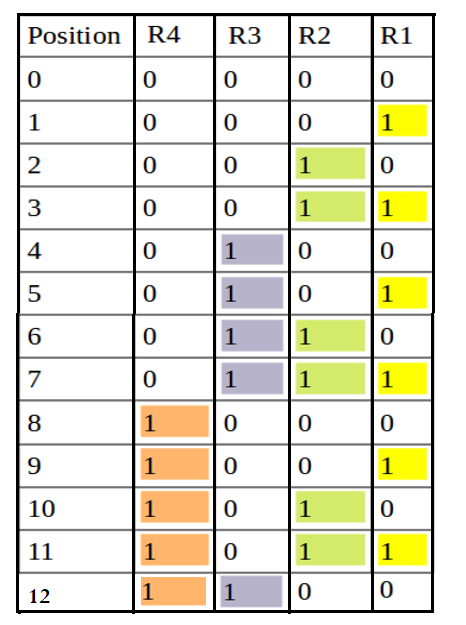 Position R4 R3 R2 R1
0 0 0 0 0
1 0 0 0 1
2 0 0 1 0
3 0 0 1 1
4 0 1 0 0
5 0 1 0 1
6 0 1 1 0
7 0 1 1 1
8 1 0 0 0
9 1 0 0 1
10 1 0 1 0
11 1 0 1 1
12 1 1 0 0